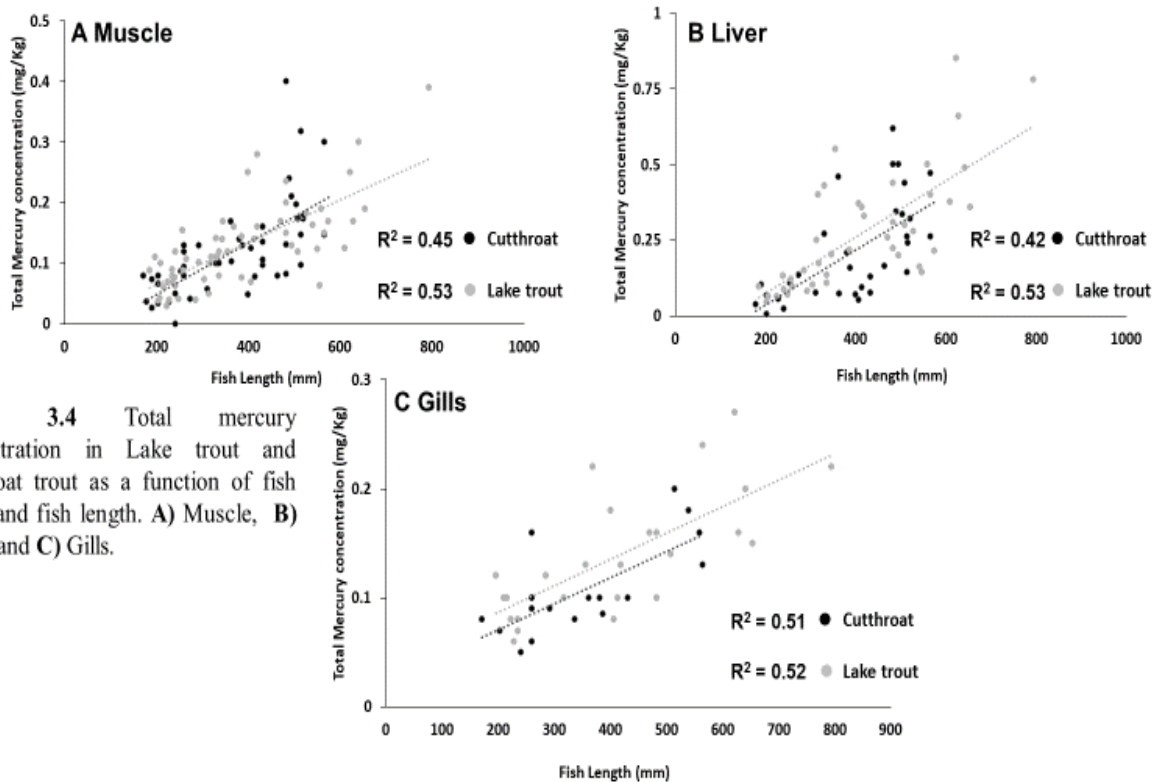 A Muscle
Total Mercury concentration (mg/Kg)
0.5
0.4
0.3
0.2
0.1
0
R² = 0.45 Cutthroat
R² = 0.53 Lake trout
0 200 400 600 800 1000
Fish Length (mm)
B Liver
Total Mercury concentration (mg/Kg)
1
0.75
0.5
0.25
0
R² = 0.42 Cutthroat
R² = 0.53 Lake trout
0 200 400 600 800 1000
Fish Length (mm)
3.4 Total mercury
tration in Lake trout and
oat trout as a function of fish
and fish length. A) Muscle, B)
and C) Gills.
C Gills
Total Mercury concentration (mg/Kg)
0.3
0.2
0.1
0
R² = 0.51 Cutthroat
R² = 0.52 Lake trout
0 100 200 300 400 500 600 700 800 900
Fish Length (mm)